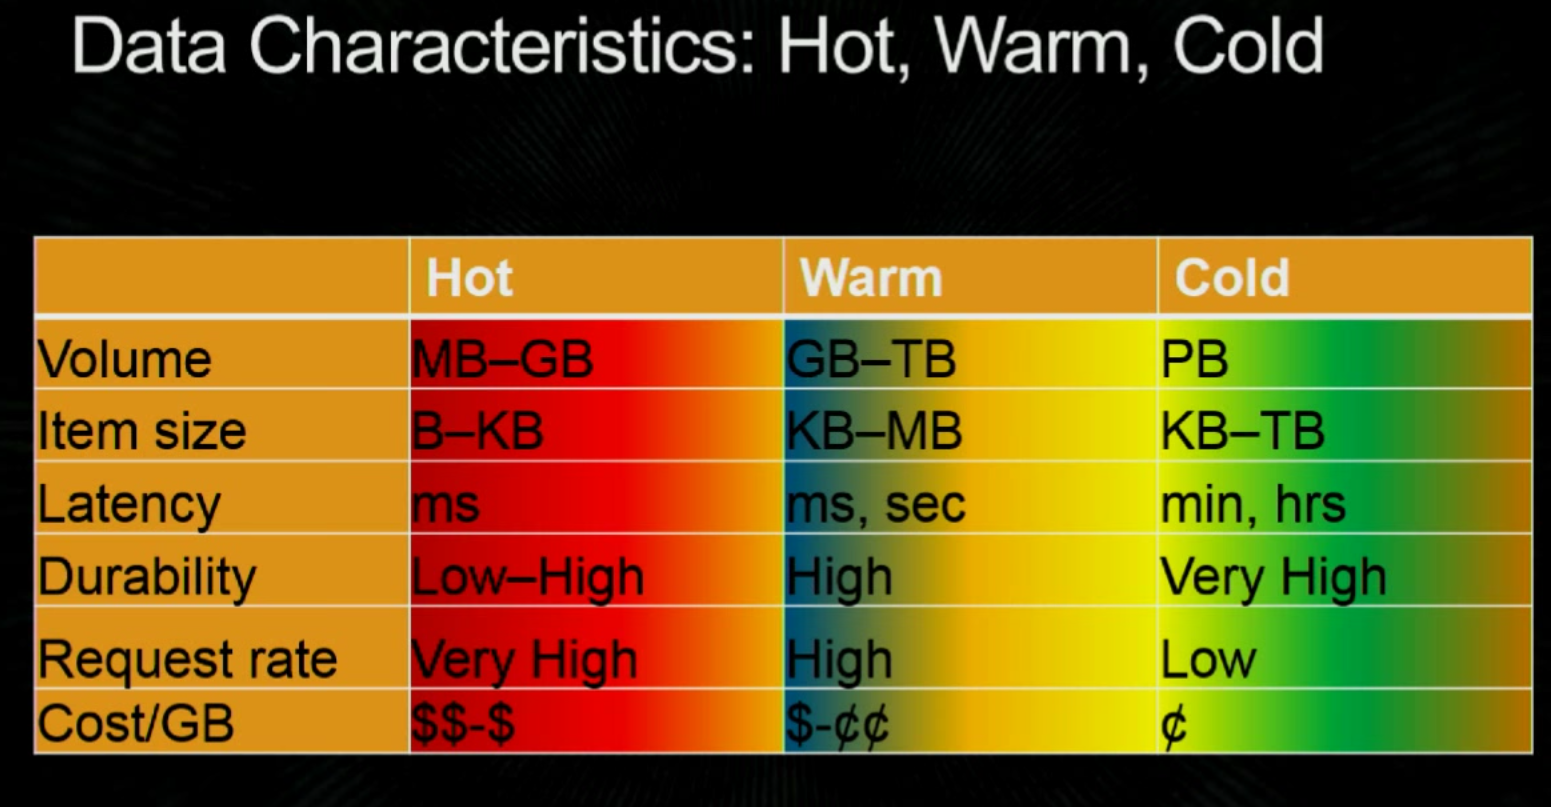 Data Characteristics: Hot, Warm, Cold
Hot Warm Cold
Volume MB–GB GB–TB PB
Item size B–KB KB–MB KB–TB
Latency ms ms, sec min, hrs
Durability Low–High High Very High
Request rate Very High High Low
Cost/GB $$-$ $-¢¢ ¢